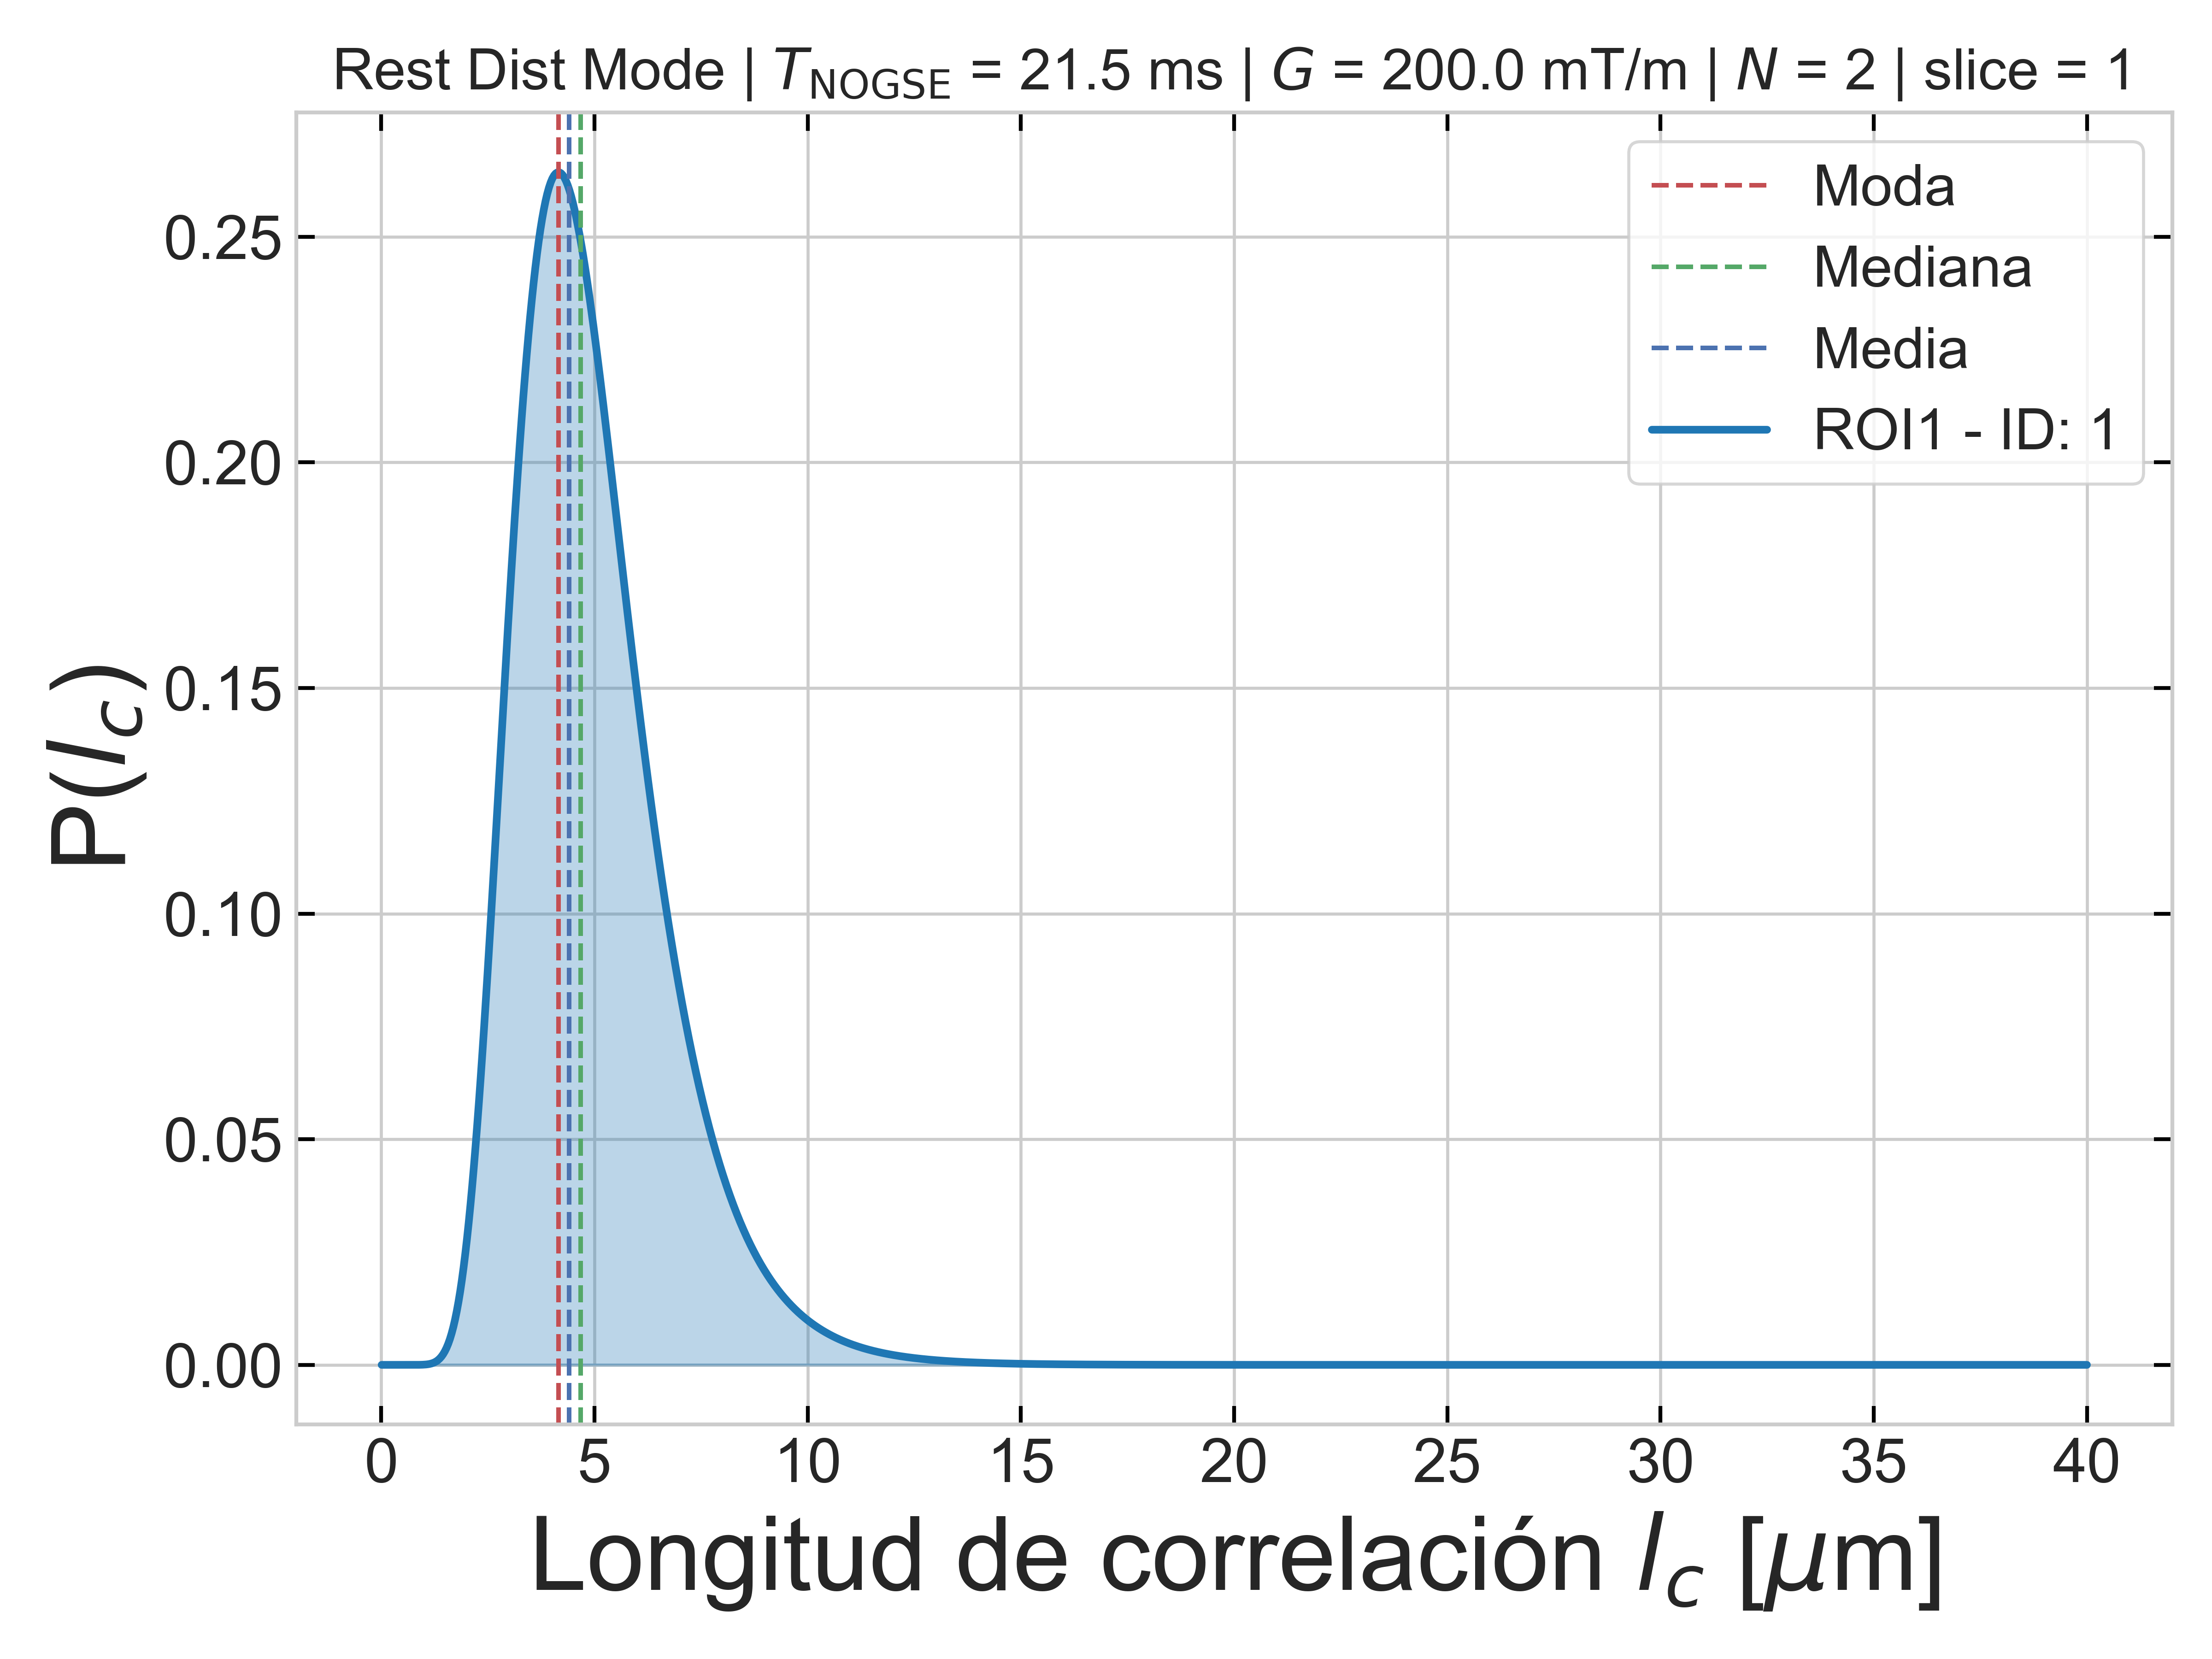 Rest Dist Mode | T_NOGSE = 21.5 ms | G = 200.0 mT/m | N = 2 | slice = 1
Moda
Mediana
Media
ROI1 - ID: 1
P(l_c)
0.25
0.20
0.15
0.10
0.05
0.00
0 5 10 15 20 25 30 35 40
Longitud de correlación l_c [μm]